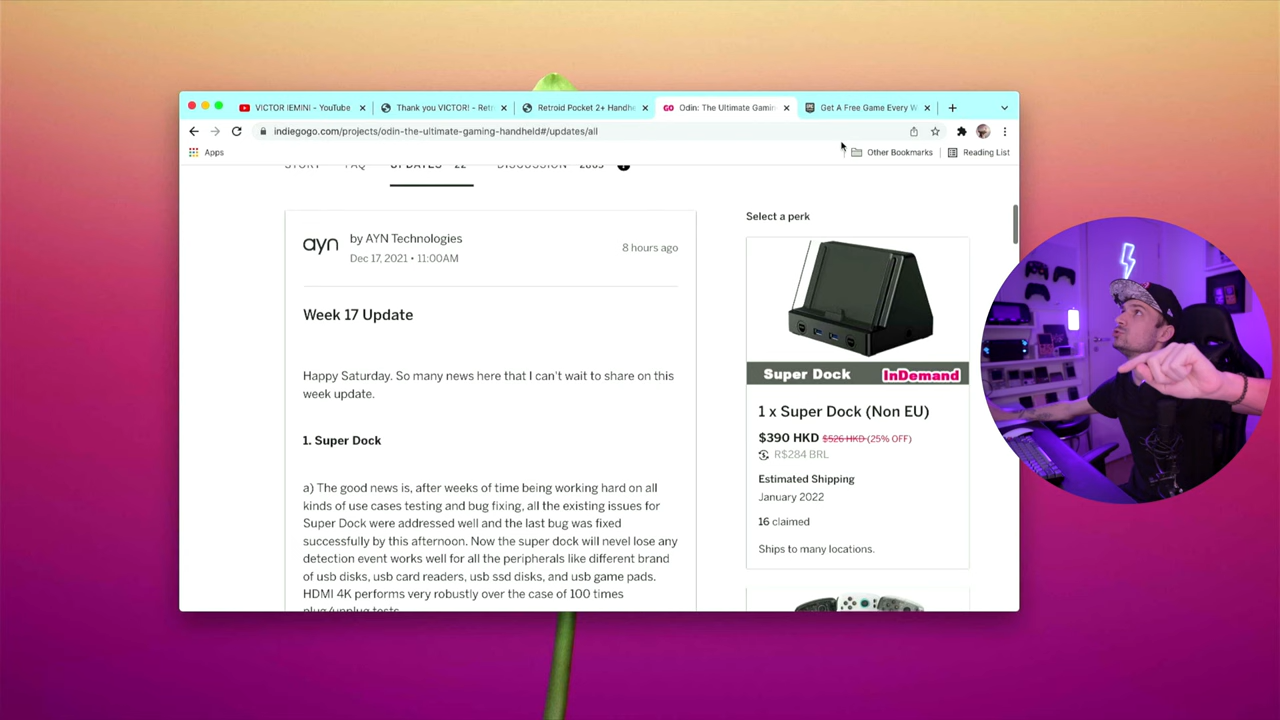 VICTOR IEMINI - YouTube
Thank you VICTOR! - Retr
Retroid Pocket 2+ Handhe
Odin: The Ultimate Gamin
Get A Free Game Every W
indiegogo.com/projects/odin-the-ultimate-gaming-handheld#/updates/all
Apps
Other Bookmarks
Reading List
STORY FAQ UPDATES 22 DISCUSSION
ayn
by AYN Technologies
Dec 17, 2021 • 11:00AM
8 hours ago
Week 17 Update
Happy Saturday. So many news here that I can't wait to share on this
week update.
1. Super Dock
a) The good news is, after weeks of time being working hard on all
kinds of use cases testing and bug fixing, all the existing issues for
Super Dock were addressed well and the last bug was fixed
successfully by this afternoon. Now the super dock will nevel lose any
detection event works well for all the peripherals like different brand
of usb disks, usb card readers, usb ssd disks, and usb game pads.
HDMI 4K performs very robustly over the case of 100 times
plug/unplug tests
Select a perk
Super Dock InDemand
1 x Super Dock (Non EU)
$390 HKD $526 HKD (25% OFF)
R$284 BRL
Estimated Shipping
January 2022
16 claimed
Ships to many locations.